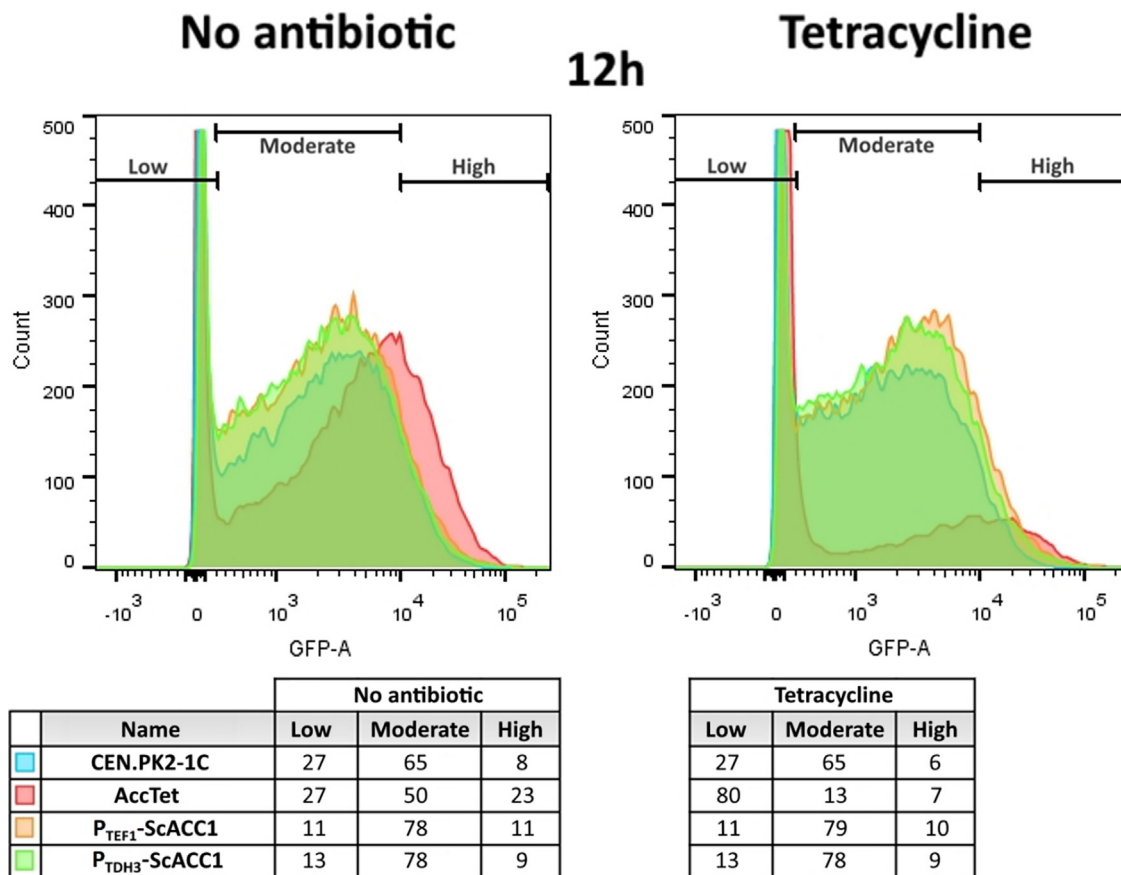 No antibiotic
Tetracycline
12h
500
400
300
200
100
0
Count
Low
Moderate
High
-10³ 0 10³ 10⁴ 10⁵
GFP-A
500
400
300
200
100
0
Count
Low
Moderate
High
-10³ 0 10³ 10⁴ 10⁵
GFP-A
No antibiotic Tetracycline
Name Low Moderate High Low Moderate High
CEN.PK2-1C 27 65 8 27 65 6
AccTet 27 50 23 80 13 7
P_TEF1-ScACC1 11 78 11 11 79 10
P_TDH3-ScACC1 13 78 9 13 78 9